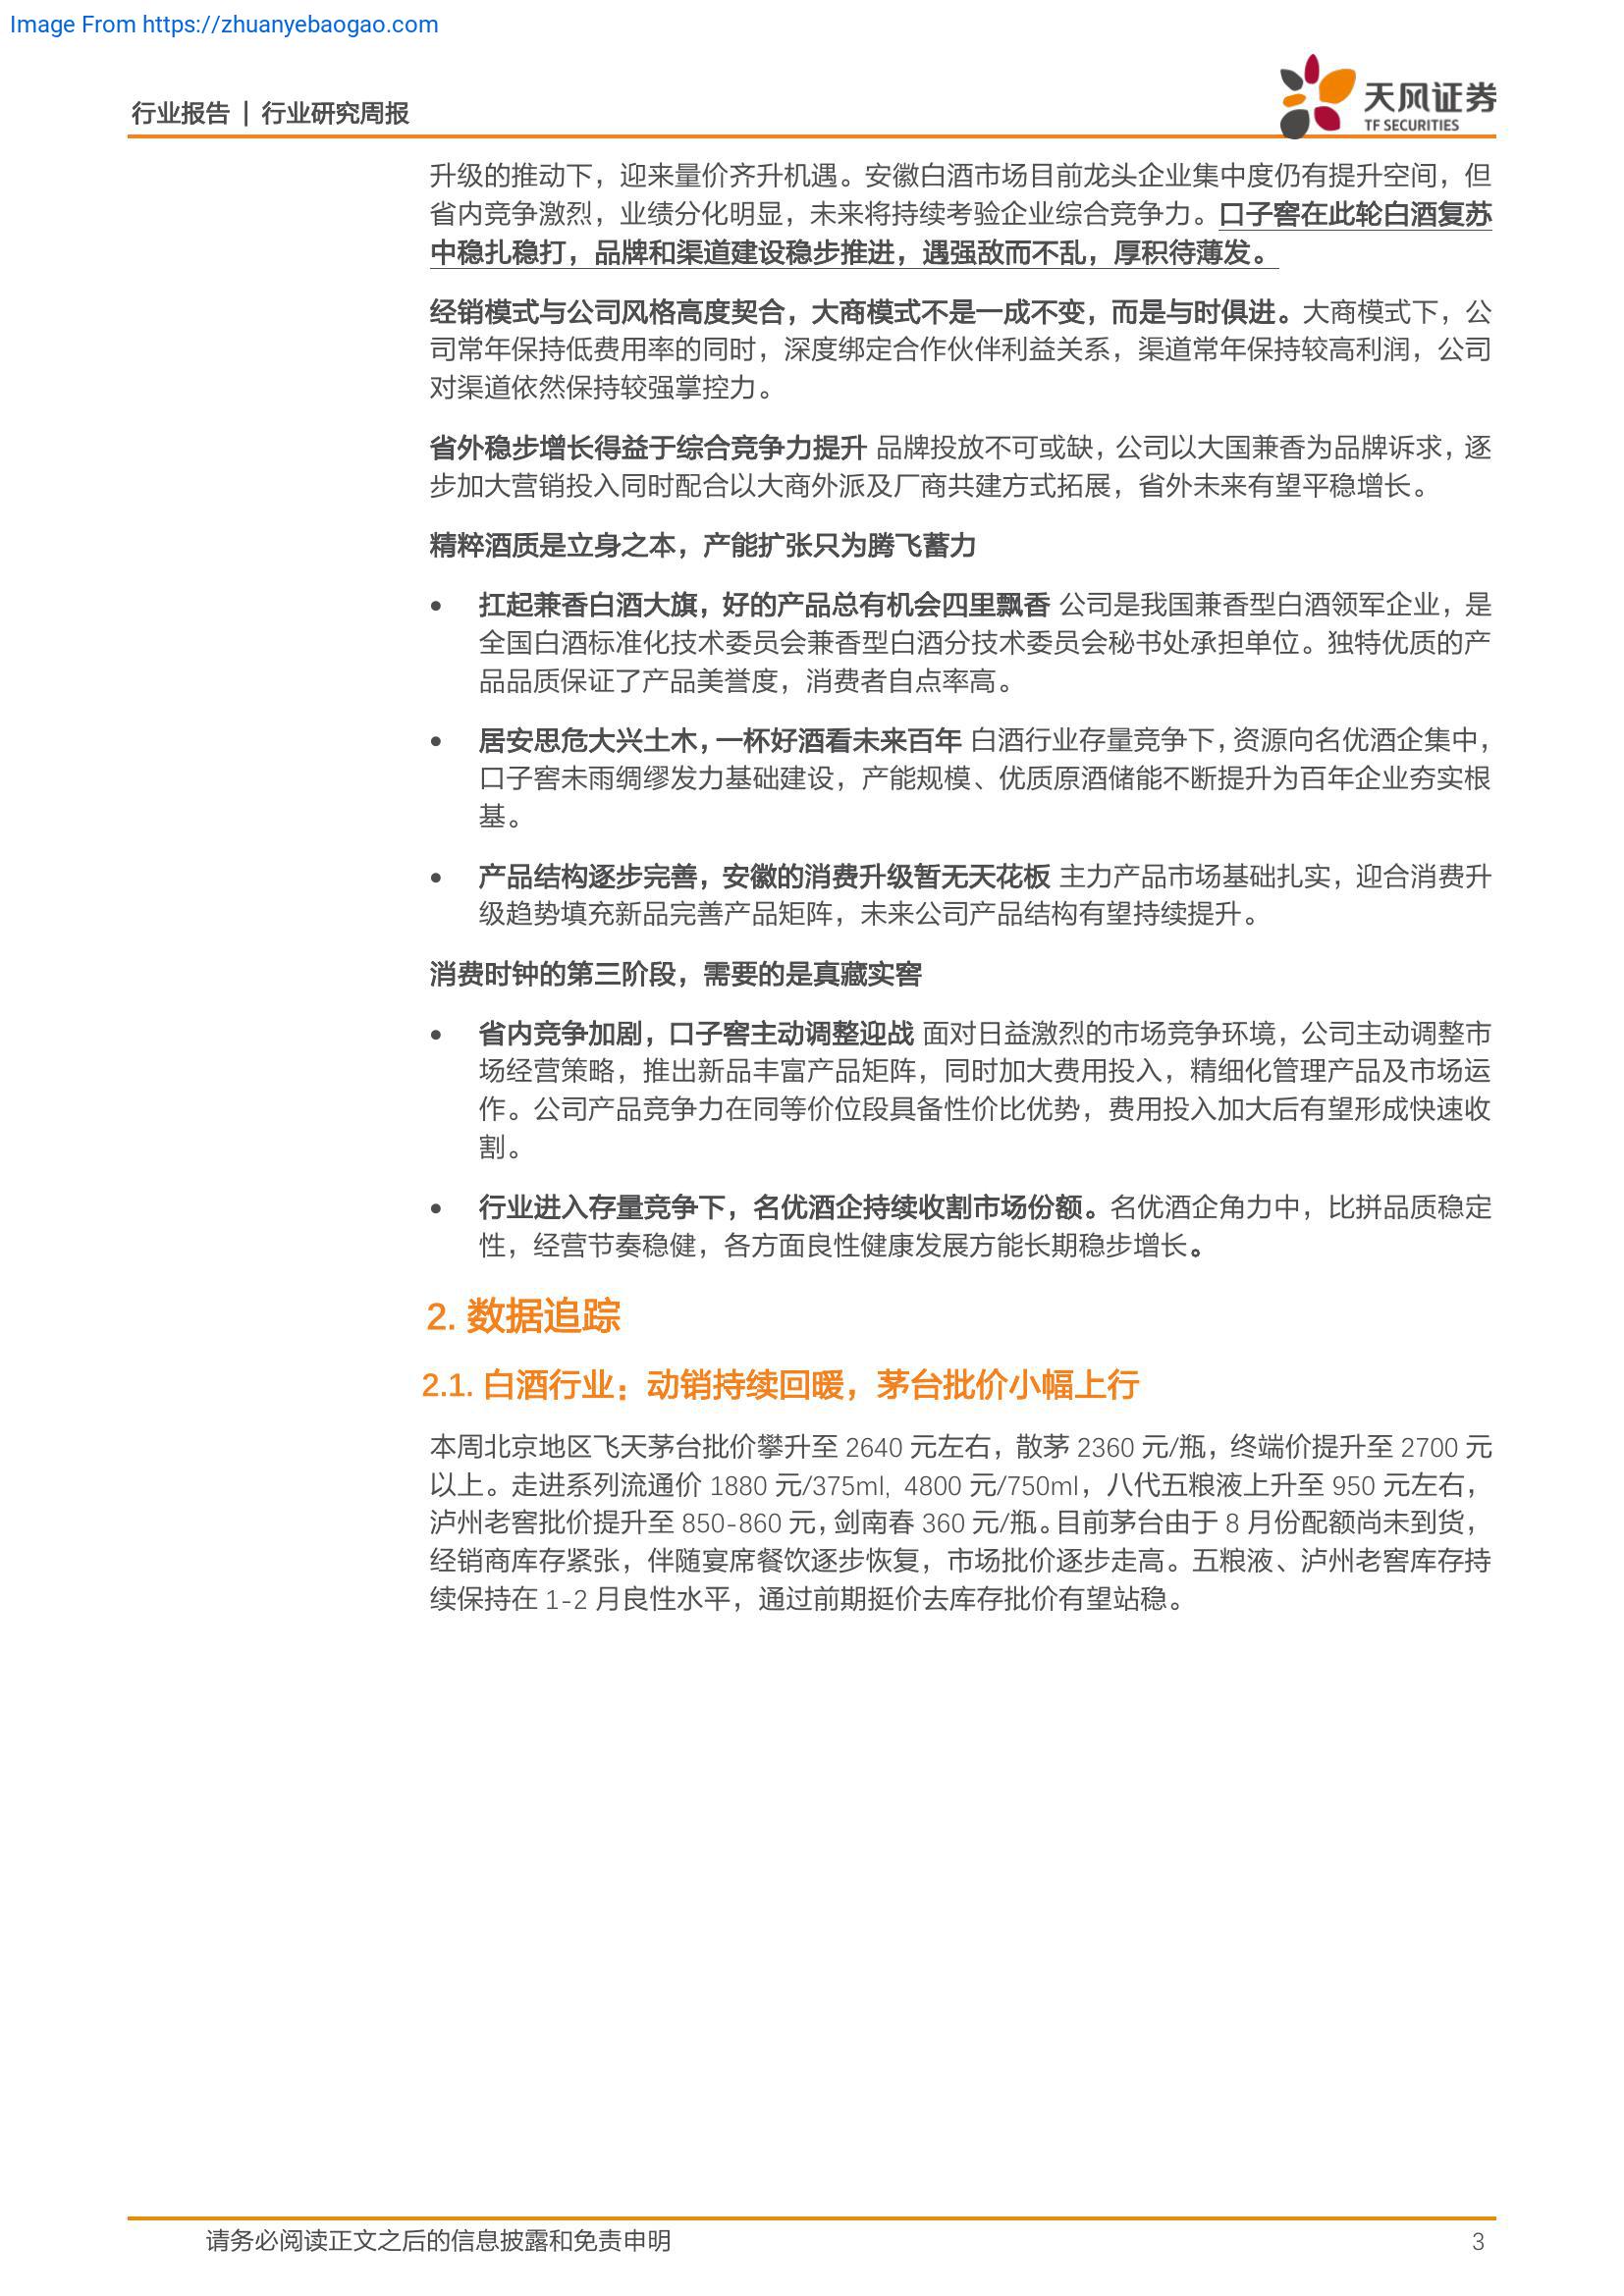 Image From https://zhuanyebaogao.com
行业报告 | 行业研究周报
天风证券
TF SECURITIES
升级的推动下，迎来量价齐升机遇。安徽白酒市场目前龙头企业集中度仍有提升空间，但
省内竞争激烈，业绩分化明显，未来将持续考验企业综合竞争力。口子窖在此轮白酒复苏
中稳扎稳打，品牌和渠道建设稳步推进，遇强敌而不乱，厚积待薄发。
经销模式与公司风格高度契合，大商模式不是一成不变，而是与时俱进。大商模式下，公
司常年保持低费用率的同时，深度绑定合作伙伴利益关系，渠道常年保持较高利润，公司
对渠道依然保持较强掌控力。
省外稳步增长得益于综合竞争力提升 品牌投放不可或缺，公司以大国兼香为品牌诉求，逐
步加大营销投入同时配合以大商外派及厂商共建方式拓展，省外未来有望平稳增长。
精粹酒质是立身之本，产能扩张只为腾飞蓄力
• 扛起兼香白酒大旗，好的产品总有机会四里飘香 公司是我国兼香型白酒领军企业，是
全国白酒标准化技术委员会兼香型白酒分技术委员会秘书处承担单位。独特优质的产
品品质保证了产品美誉度，消费者自点率高。
• 居安思危大兴土木，一杯好酒看未来百年 白酒行业存量竞争下，资源向名优酒企集中，
口子窖未雨绸缪发力基础建设，产能规模、优质原酒储能不断提升为百年企业夯实根
基。
• 产品结构逐步完善，安徽的消费升级暂无天花板 主力产品市场基础扎实，迎合消费升
级趋势填充新品完善产品矩阵，未来公司产品结构有望持续提升。
消费时钟的第三阶段，需要的是真藏实窖
• 省内竞争加剧，口子窖主动调整迎战 面对日益激烈的市场竞争环境，公司主动调整市
场经营策略，推出新品丰富产品矩阵，同时加大费用投入，精细化管理产品及市场运
作。公司产品竞争力在同等价位段具备性价比优势，费用投入加大后有望形成快速收
割。
• 行业进入存量竞争下，名优酒企持续收割市场份额。名优酒企角力中，比拼品质稳定
性，经营节奏稳健，各方面良性健康发展方能长期稳步增长。
2. 数据追踪
2.1. 白酒行业：动销持续回暖，茅台批价小幅上行
本周北京地区飞天茅台批价攀升至 2640 元左右，散茅 2360 元/瓶，终端价提升至 2700 元
以上。走进系列流通价 1880 元/375ml, 4800 元/750ml，八代五粮液上升至 950 元左右，
泸州老窖批价提升至 850-860 元，剑南春 360 元/瓶。目前茅台由于 8 月份配额尚未到货，
经销商库存紧张，伴随宴席餐饮逐步恢复，市场批价逐步走高。五粮液、泸州老窖库存持
续保持在 1-2 月良性水平，通过前期挺价去库存批价有望站稳。
请务必阅读正文之后的信息披露和免责申明
3